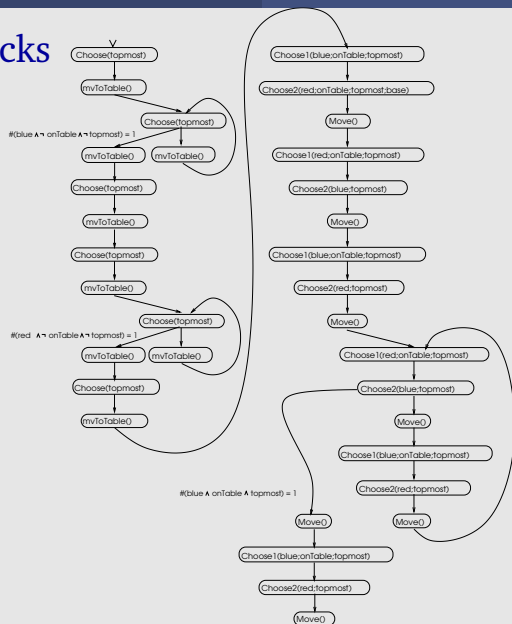 cks
Choose(topmost)
mvToTable()
Choose(topmost)
#(blue ∧¬ onTable ∧¬ topmost) = 1
mvToTable()
mvToTable()
Choose(topmost)
mvToTable()
Choose(topmost)
mvToTable()
Choose(topmost)
#(red ∧¬ onTable ∧¬ topmost) = 1
mvToTable()
mvToTable()
Choose(topmost)
mvToTable()
Choose1(blue;onTable;topmost)
Choose2(red;onTable;topmost;base)
Move()
Choose1(red;onTable;topmost)
Choose2(blue;topmost)
Move()
Choose1(blue;onTable;topmost)
Choose2(red;topmost)
Move()
Choose1(red;onTable;topmost)
Choose2(blue;topmost)
Move()
Choose1(blue;onTable;topmost)
Choose2(red;topmost)
Move()
#(blue ∧ onTable ∧ topmost) = 1
Move()
Choose1(blue;onTable;topmost)
Choose2(red;topmost)
Move()